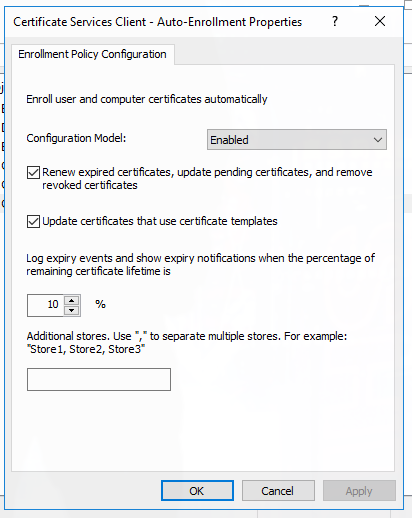 Certificate Services Client - Auto-Enrollment Properties ? ×
Enrollment Policy Configuration
Enroll user and computer certificates automatically
Configuration Model: Enabled
Renew expired certificates, update pending certificates, and remove
revoked certificates
Update certificates that use certificate templates
Log expiry events and show expiry notifications when the percentage of
remaining certificate lifetime is
10 %
Additional stores. Use "," to separate multiple stores. For example:
"Store1, Store2, Store3"
OK Cancel Apply